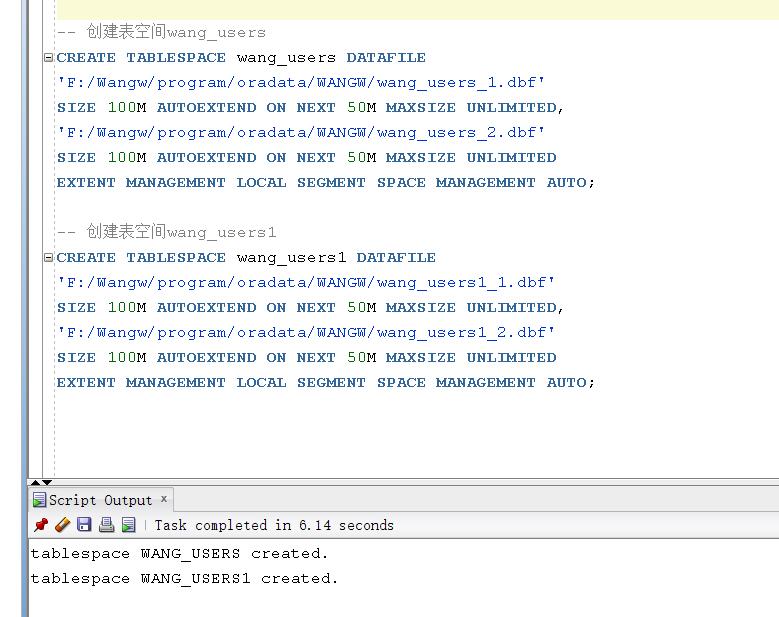 -- 创建表空间wang_users
CREATE TABLESPACE wang_users DATAFILE
'F:/Wangw/program/oradata/WANGW/wang_users_1.dbf'
SIZE 100M AUTOEXTEND ON NEXT 50M MAXSIZE UNLIMITED,
'F:/Wangw/program/oradata/WANGW/wang_users_2.dbf'
SIZE 100M AUTOEXTEND ON NEXT 50M MAXSIZE UNLIMITED
EXTENT MANAGEMENT LOCAL SEGMENT SPACE MANAGEMENT AUTO;
-- 创建表空间wang_users1
CREATE TABLESPACE wang_users1 DATAFILE
'F:/Wangw/program/oradata/WANGW/wang_users1_1.dbf'
SIZE 100M AUTOEXTEND ON NEXT 50M MAXSIZE UNLIMITED,
'F:/Wangw/program/oradata/WANGW/wang_users1_2.dbf'
SIZE 100M AUTOEXTEND ON NEXT 50M MAXSIZE UNLIMITED
EXTENT MANAGEMENT LOCAL SEGMENT SPACE MANAGEMENT AUTO;
Script Output x
Task completed in 6.14 seconds
tablespace WANG_USERS created.
tablespace WANG_USERS1 created.